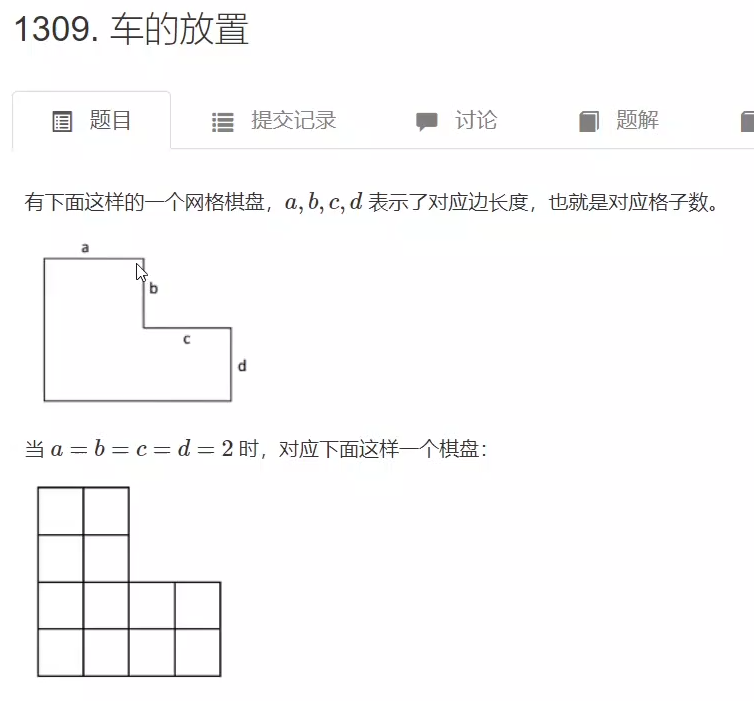 1309. 车的放置
题目 提交记录 讨论 题解
有下面这样的一个网格棋盘，a, b, c, d 表示了对应边长度，也就是对应格子数。
a
b
c
d
当 a = b = c = d = 2 时，对应下面这样一个棋盘：